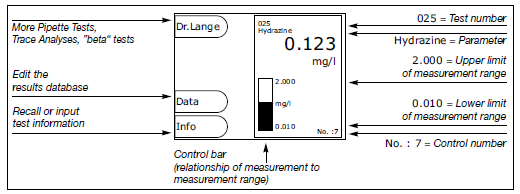 More Pipette Tests,
Trace Analyses, "beta" tests
Edit the
results database
Recall or input
test information
Dr.Lange
Data
Info
025
Hydrazine
0.123
mg/l
2.000
mg/l
0.010
No. :7
Control bar
(relationship of measurement to
measurement range)
025 = Test number
Hydrazine = Parameter
2.000 = Upper limit
of measurement range
0.010 = Lower limit
of measurement range
No. : 7 = Control number